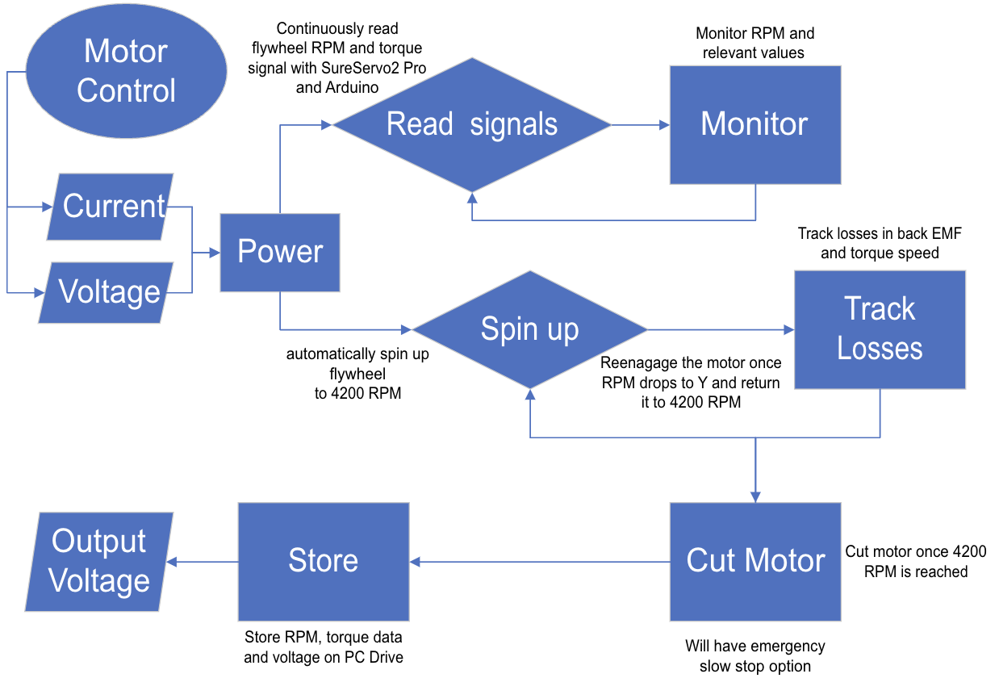 Motor
Control
Continuously read
flywheel RPM and torque
signal with SureServo2 Pro
and Arduino
Read signals
Monitor RPM and
relevant values
Monitor
Current
Voltage
Power
automatically spin up
flywheel
to 4200 RPM
Spin up
Reenagage the motor once
RPM drops to Y and return
it to 4200 RPM
Track losses in back EMF
and torque speed
Track
Losses
Output
Voltage
Store
Store RPM, torque data
and voltage on PC Drive
Cut Motor
Cut motor once 4200
RPM is reached
Will have emergency
slow stop option